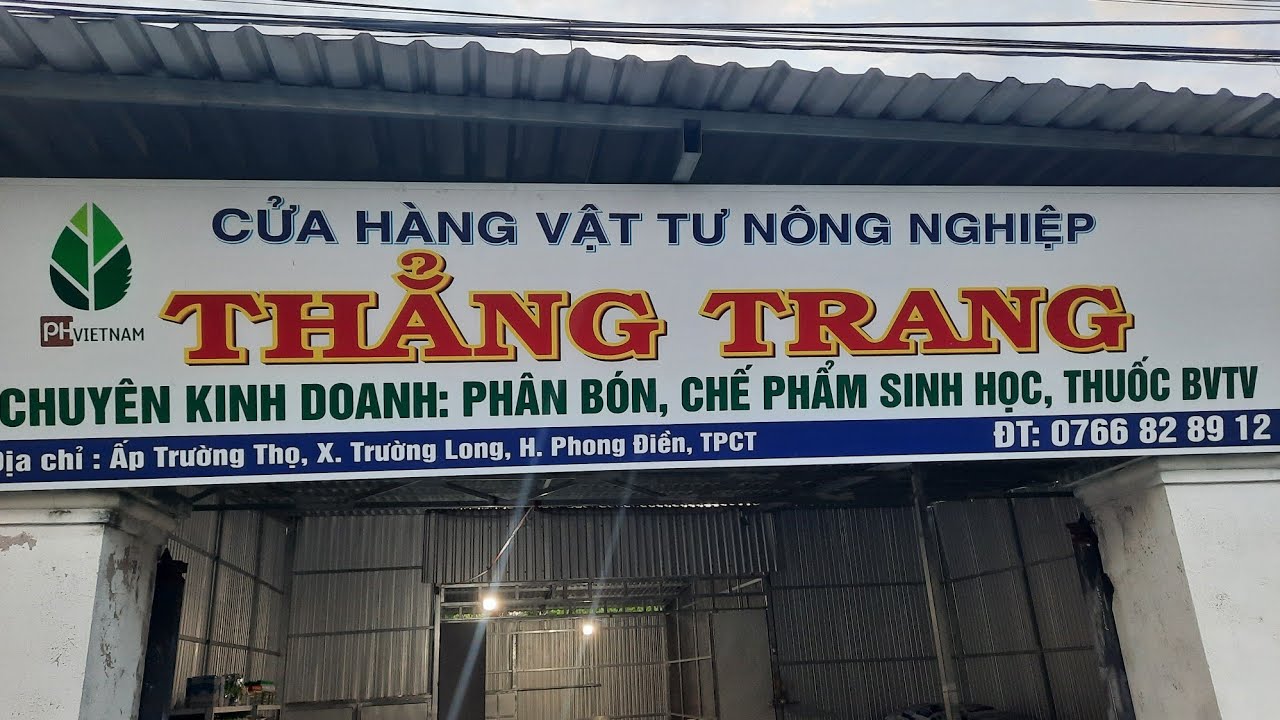 CỬA HÀNG VẬT TƯ NÔNG NGHIỆP
THẲNG TRANG
PH VIETNAM
CHUYÊN KINH DOANH: PHÂN BÓN, CHẾ PHẨM SINH HỌC, THUỐC BVTV
Địa chỉ : Ấp Trường Thọ, X. Trường Long, H. Phong Điền, TPCT
ĐT: 0766 82 89 12